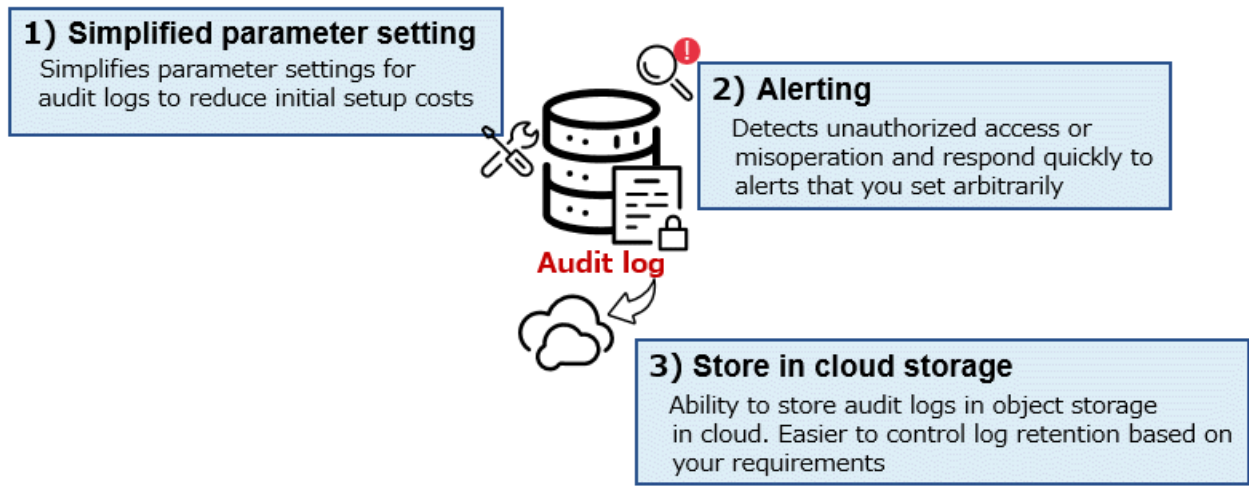 1) Simplified parameter setting
Simplifies parameter settings for
audit logs to reduce initial setup costs
!
2) Alerting
Detects unauthorized access or
misoperation and respond quickly to
alerts that you set arbitrarily
Audit log
3) Store in cloud storage
Ability to store audit logs in object storage
in cloud. Easier to control log retention based on
your requirements